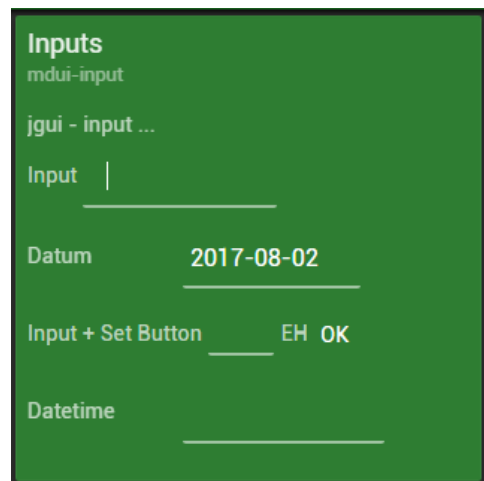 Inputs
mdui-input
jgui - input ...
Input
Datum 2017-08-02
Input + Set Button EH OK
Datetime